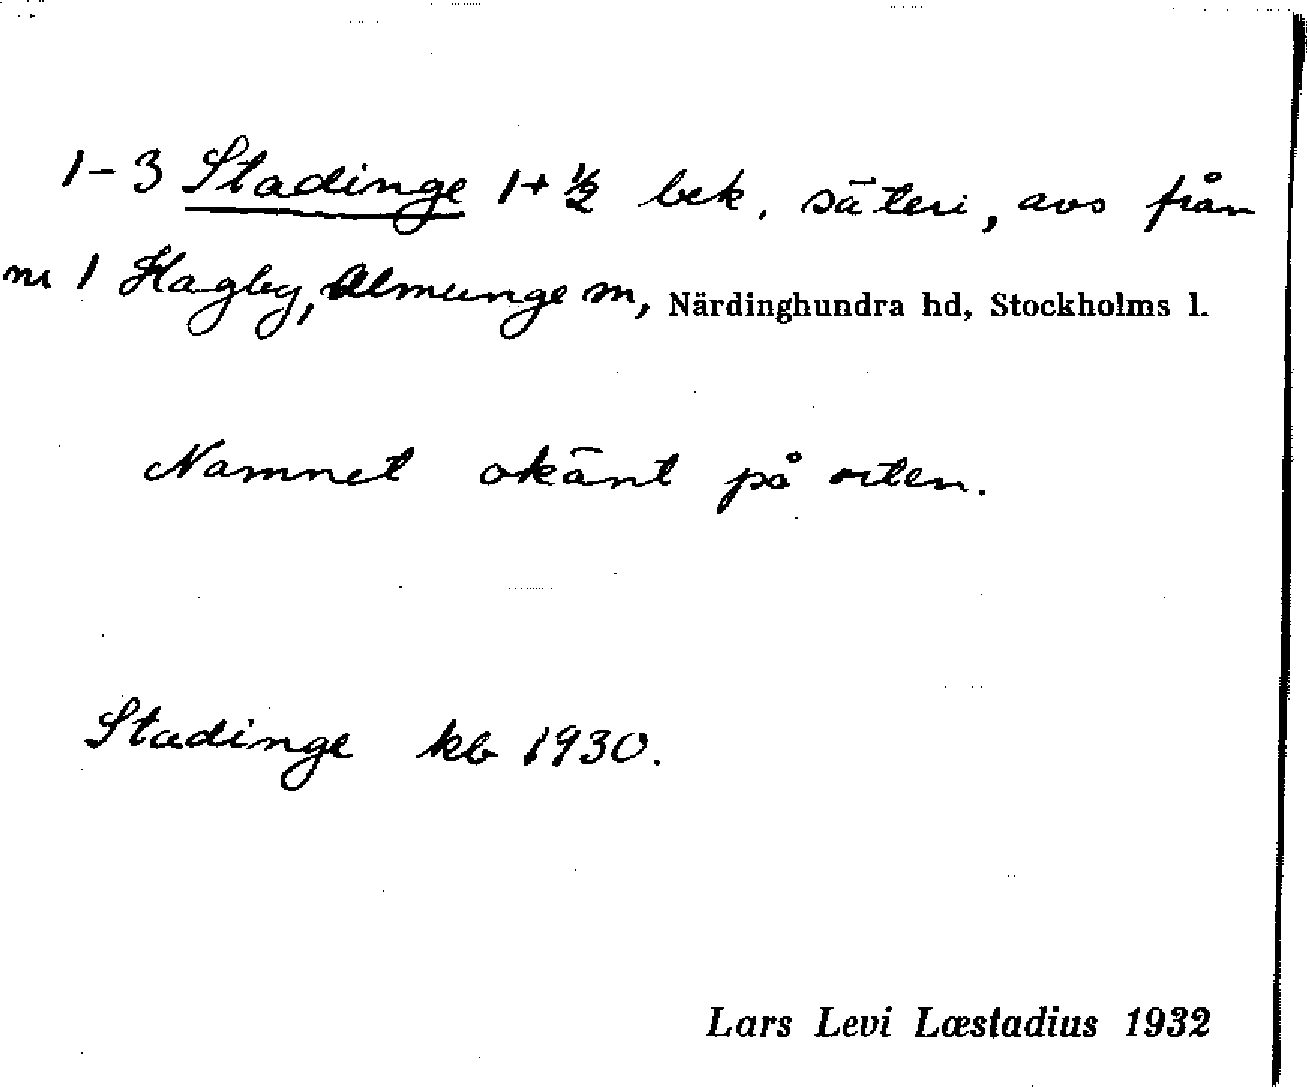 1-3 Stadinge 1+½ bek. säteri, avs från
nr 1 Hagby, Almunge sn, Närdinghundra hd, Stockholms l.
Namnet okänt på orten.
Stadinge kb 1930.
Lars Levi Læstadius 1932